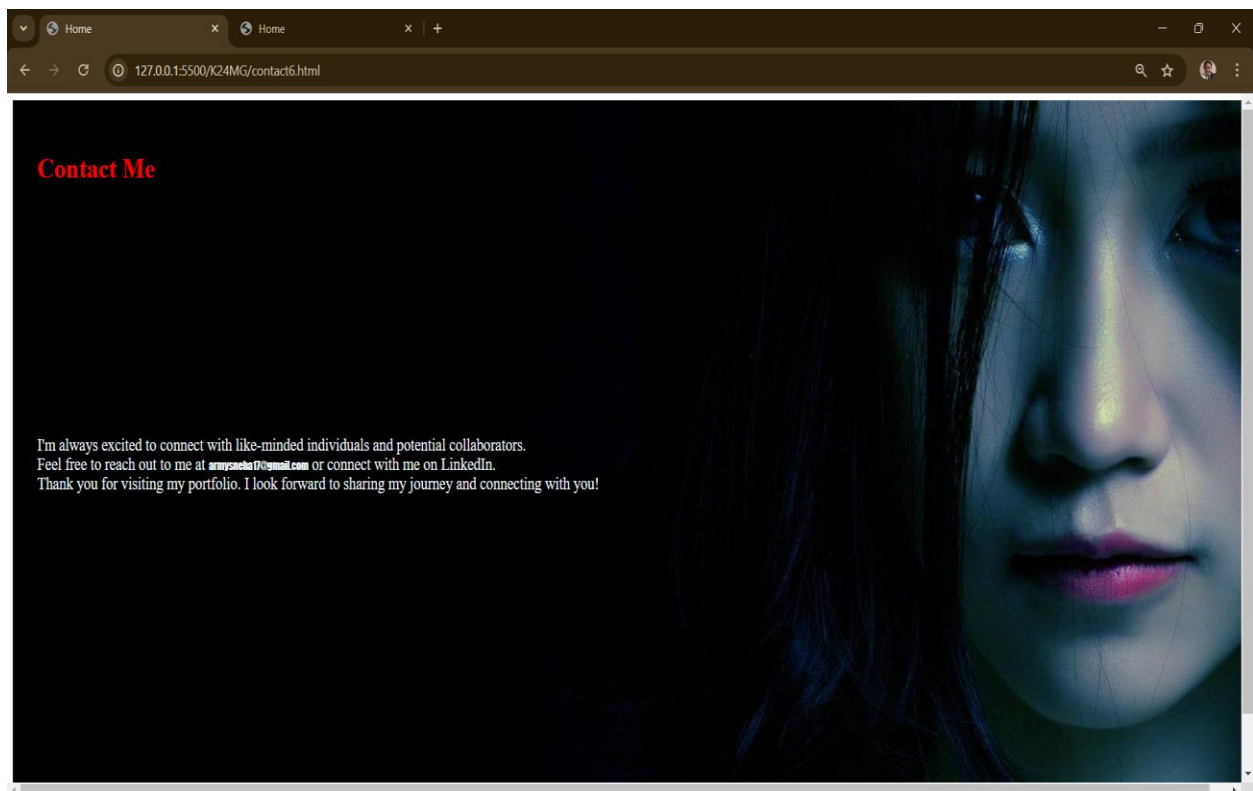 Home
Home
127.0.0.1:5500/K24MG/contact6.html
Contact Me
I'm always excited to connect with like-minded individuals and potential collaborators.
Feel free to reach out to me at armysneha17@gmail.com or connect with me on LinkedIn.
Thank you for visiting my portfolio. I look forward to sharing my journey and connecting with you!